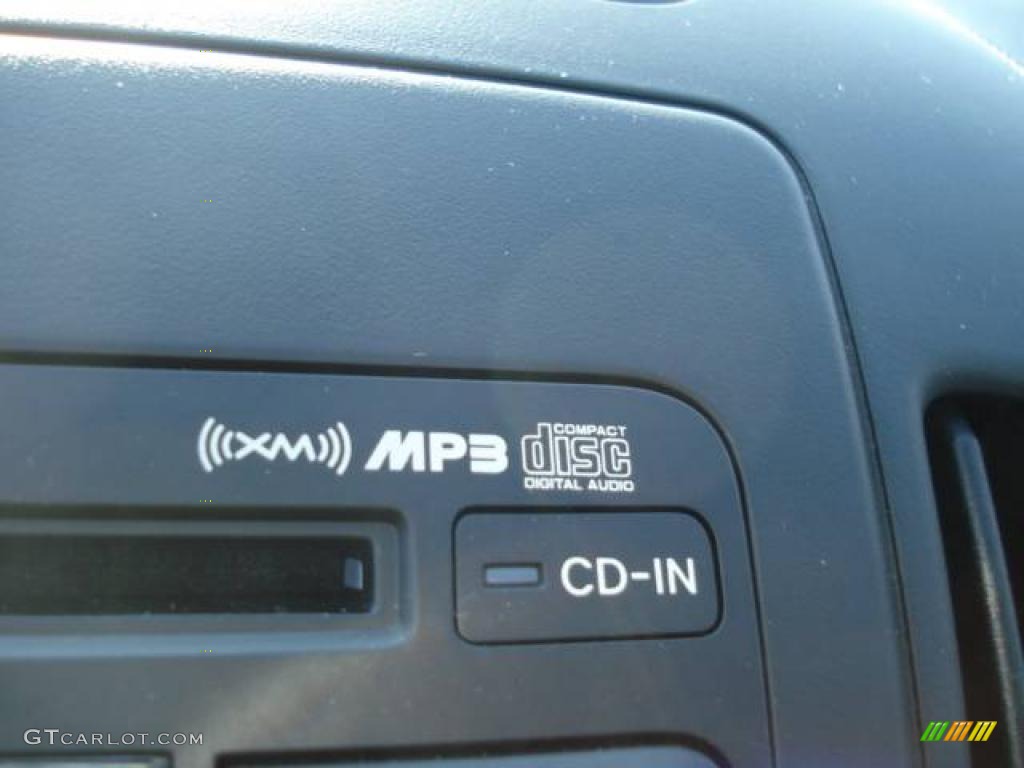 ((XM)) MP3 COMPACT
disc
DIGITAL AUDIO
CD-IN
GTCARLOT.COM